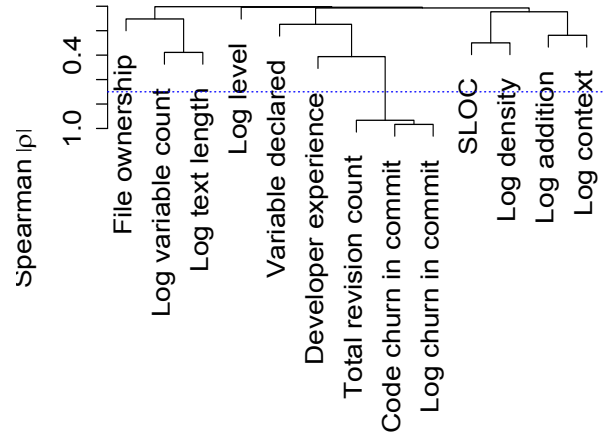 Spearman |ρ|
1.0
0.4
File ownership
Log variable count
Log text length
Log level
Variable declared
Developer experience
Total revision count
Code churn in commit
Log churn in commit
SLOC
Log density
Log addition
Log context